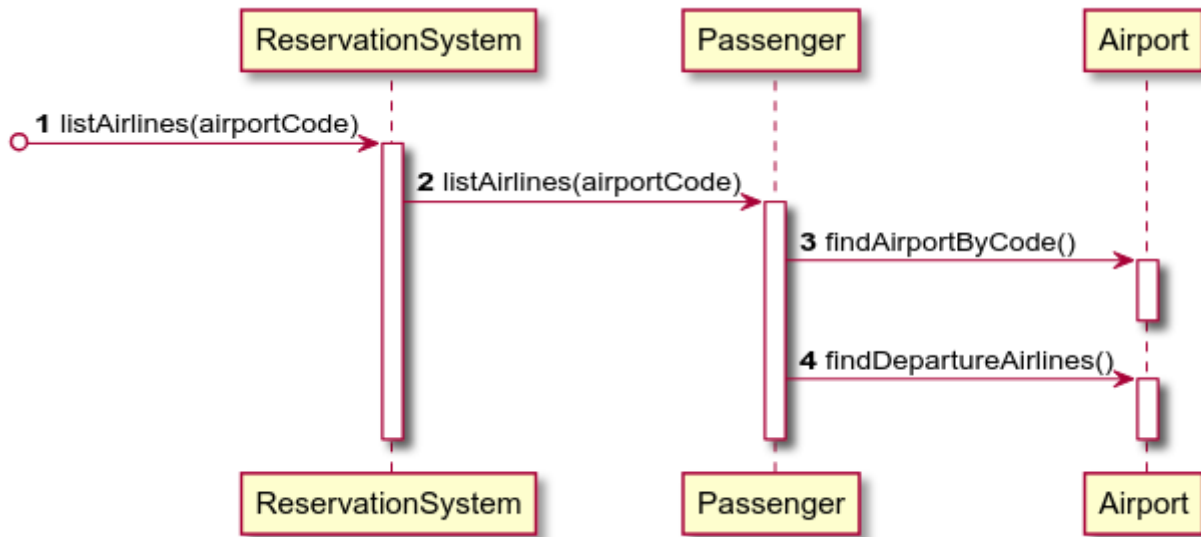 ReservationSystem Passenger Airport
1 listAirlines(airportCode)
2 listAirlines(airportCode)
3 findAirportByCode()
4 findDepartureAirlines()
ReservationSystem Passenger Airport